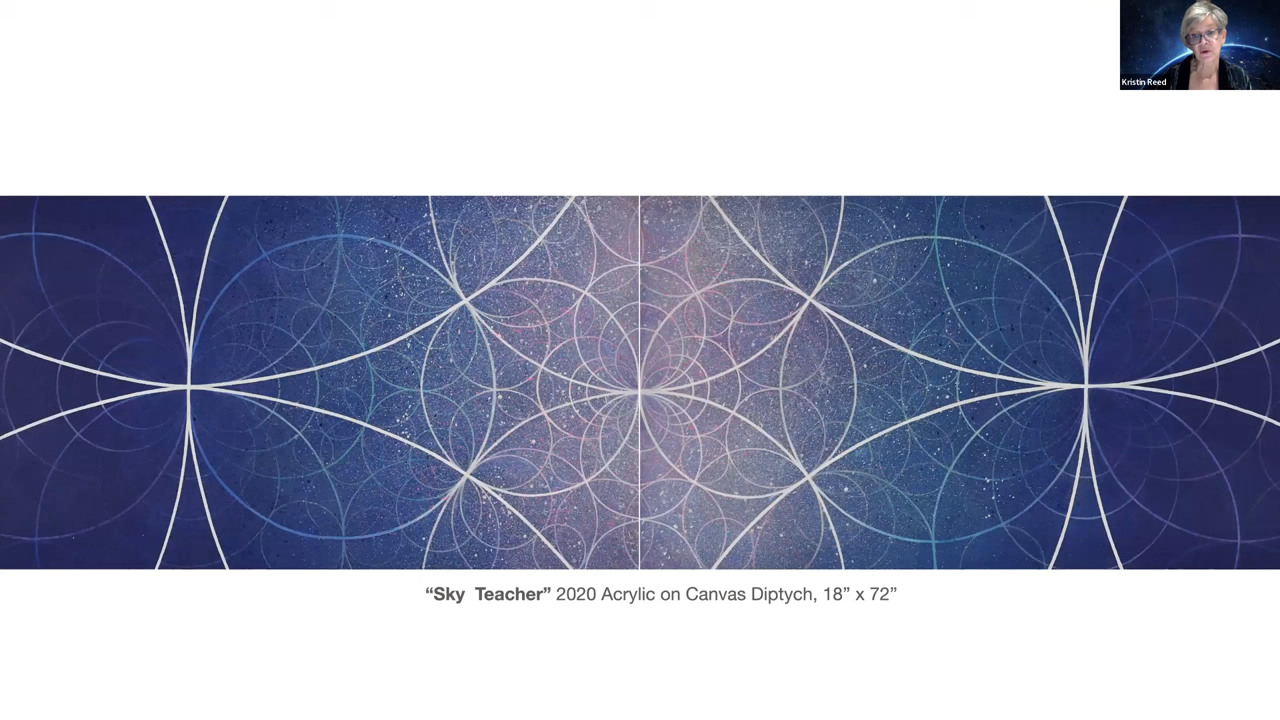 Kristin Reed
“Sky Teacher” 2020 Acrylic on Canvas Diptych, 18” x 72”